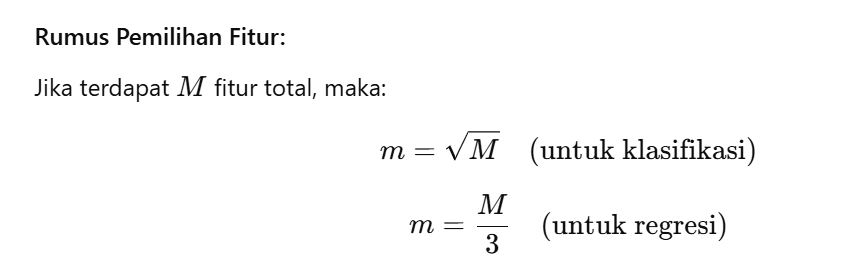 Rumus Pemilihan Fitur:
Jika terdapat M fitur total, maka:
m = √M (untuk klasifikasi)
m = M/3 (untuk regresi)